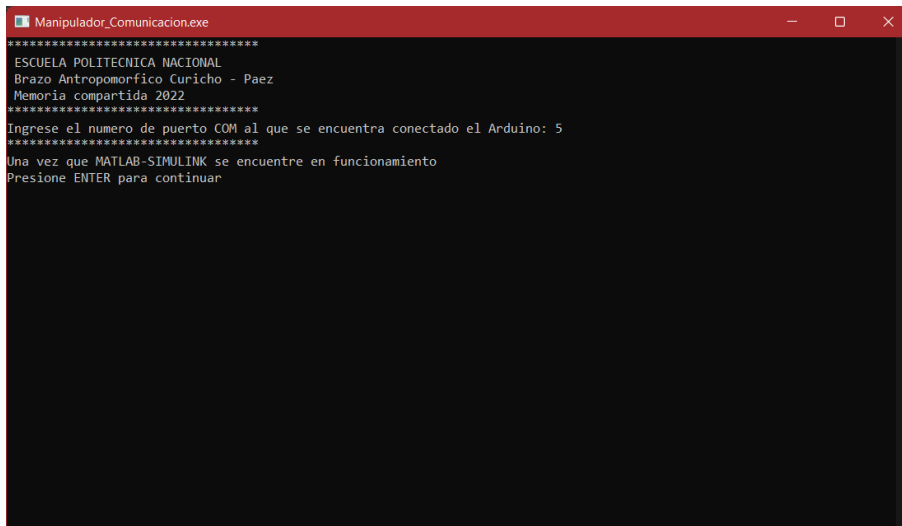 Manipulador_Comunicacion.exe
**********************************
ESCUELA POLITECNICA NACIONAL
Brazo Antropomorfico Curicho - Paez
Memoria compartida 2022
**********************************
Ingrese el numero de puerto COM al que se encuentra conectado el Arduino: 5
**********************************
Una vez que MATLAB-SIMULINK se encuentre en funcionamiento
Presione ENTER para continuar